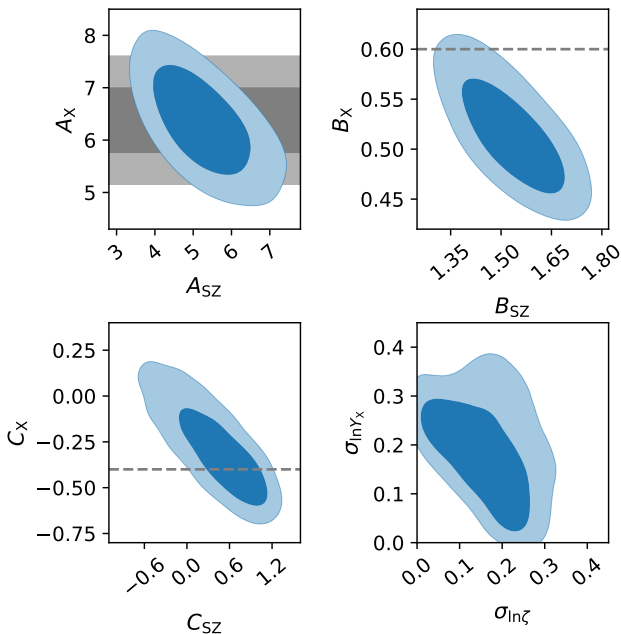 8
7
6
5
A_X
3 4 5 6 7
A_SZ
0.60
0.55
0.50
0.45
B_X
1.35 1.50 1.65 1.80
B_SZ
0.25
0.00
−0.25
−0.50
−0.75
C_X
−0.6 0.0 0.6 1.2
C_SZ
0.4
0.3
0.2
0.1
0.0
σ_lnY_X
0.0 0.1 0.2 0.3 0.4
σ_lnζ